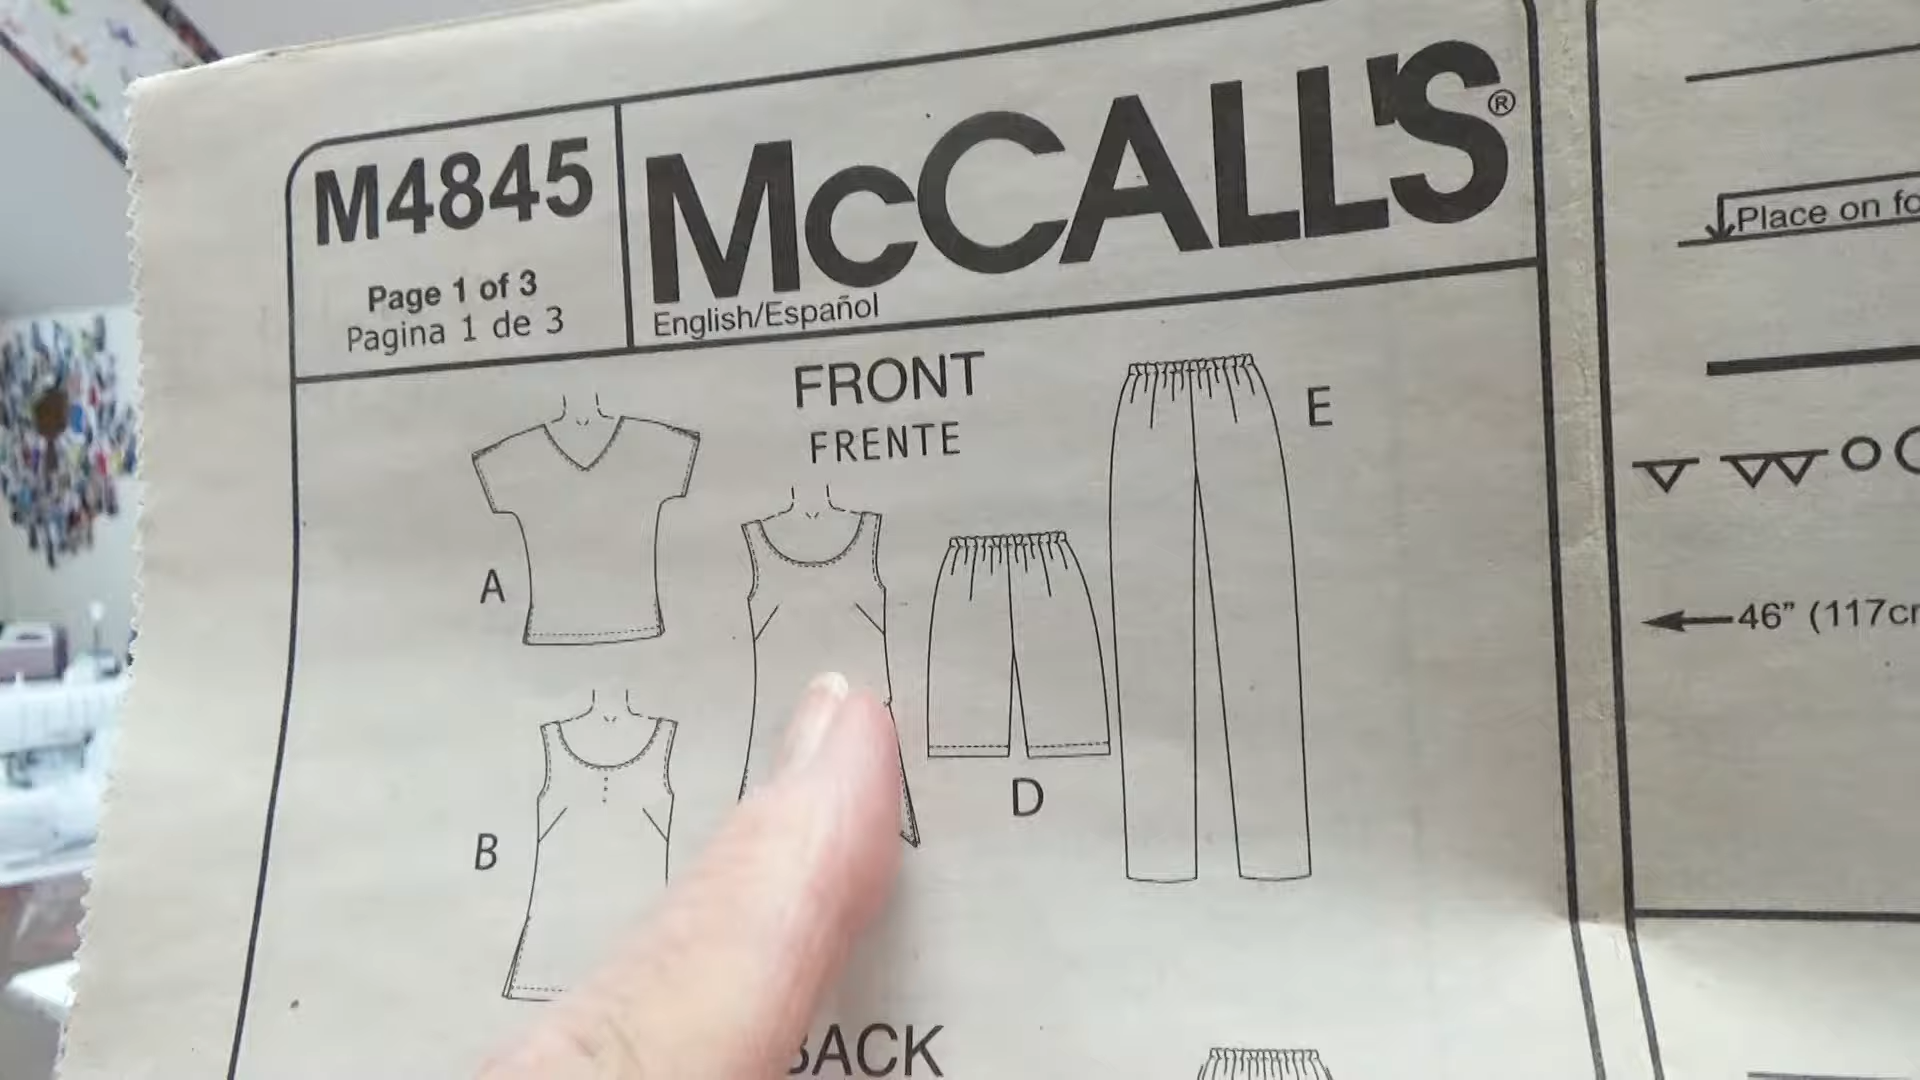 M4845
Page 1 of 3
Pagina 1 de 3
McCALL'S®
English/Español
FRONT
FRENTE
A
B
D
E
BACK
Place on
46" (117cm